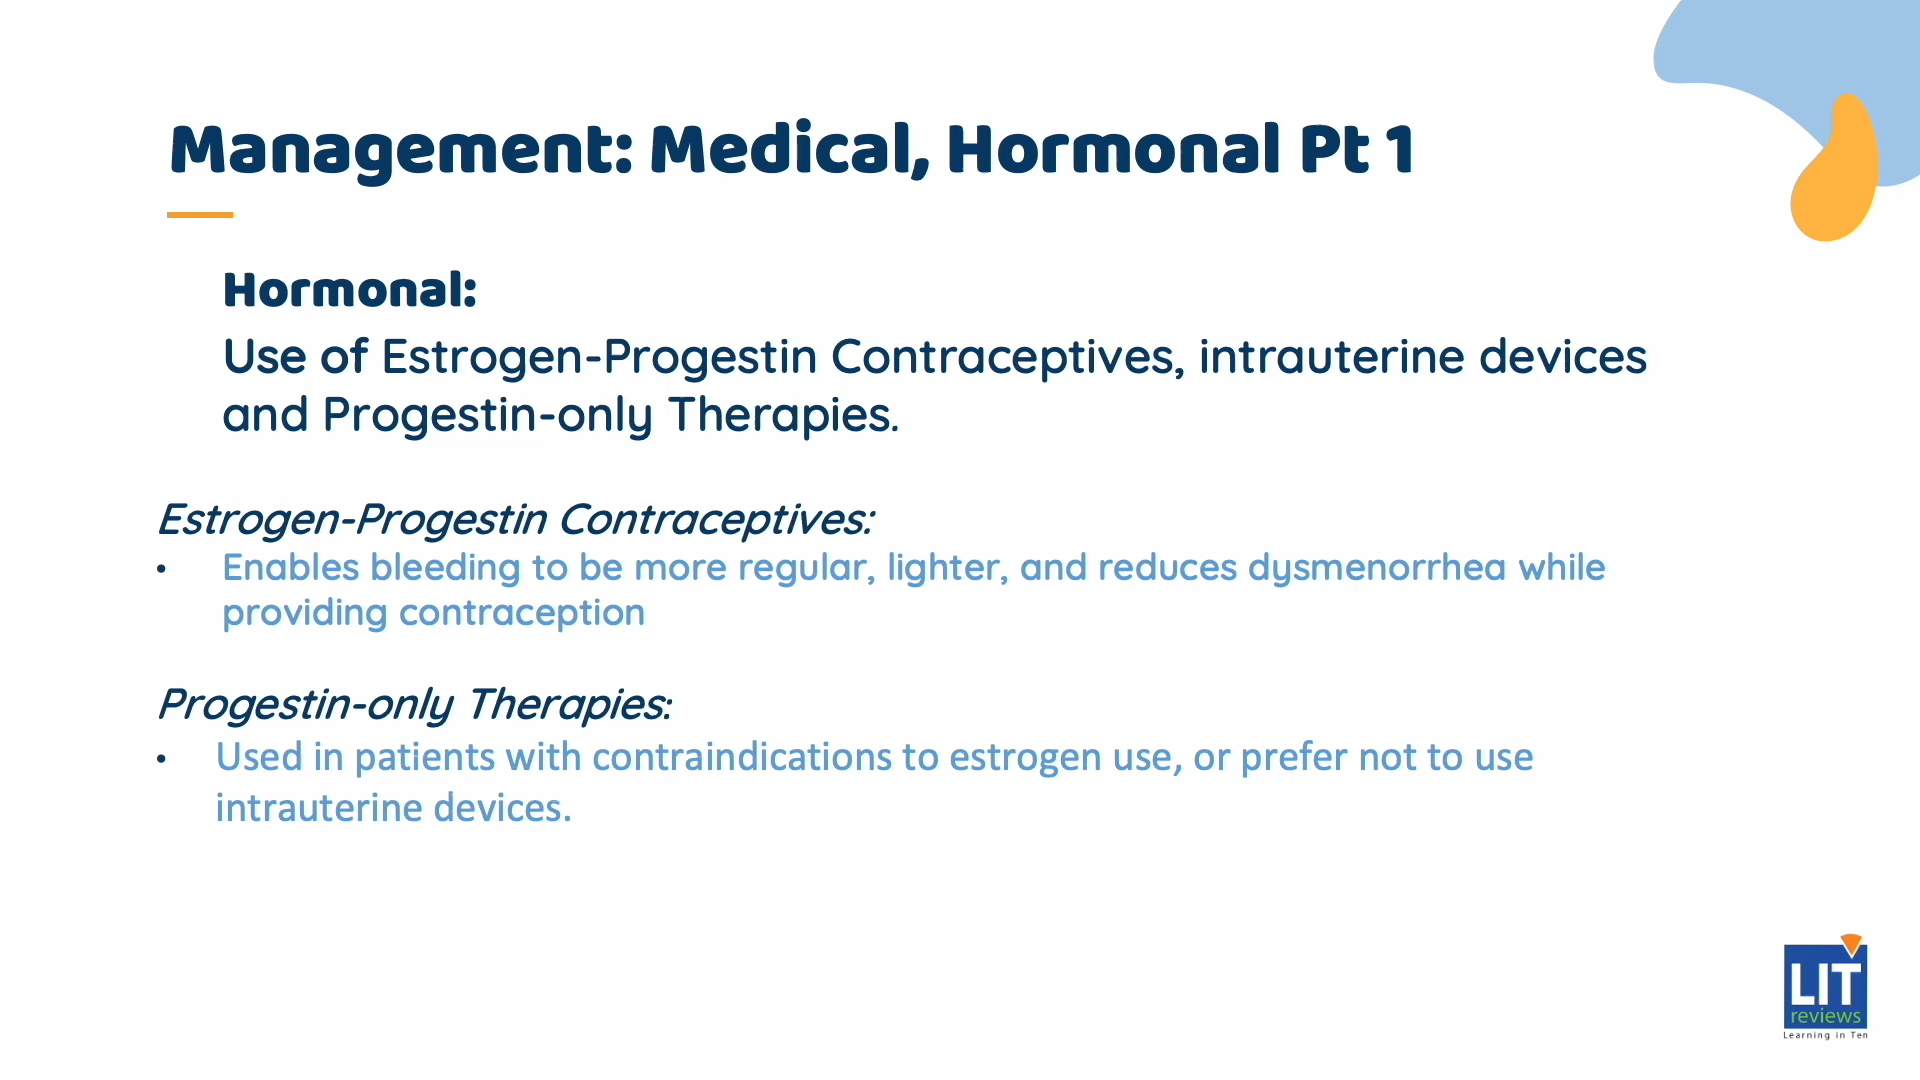 Management: Medical, Hormonal Pt 1
Hormonal:
Use of Estrogen-Progestin Contraceptives, intrauterine devices
and Progestin-only Therapies.
Estrogen-Progestin Contraceptives:
• Enables bleeding to be more regular, lighter, and reduces dysmenorrhea while
providing contraception
Progestin-only Therapies:
• Used in patients with contraindications to estrogen use, or prefer not to use
intrauterine devices.
LIT
reviews
Learning in Ten